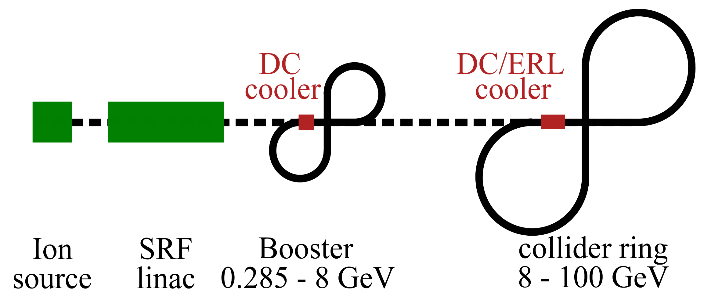 DC
cooler
DC/ERL
cooler
Ion
source
SRF
linac
Booster
0.285 - 8 GeV
collider ring
8 - 100 GeV